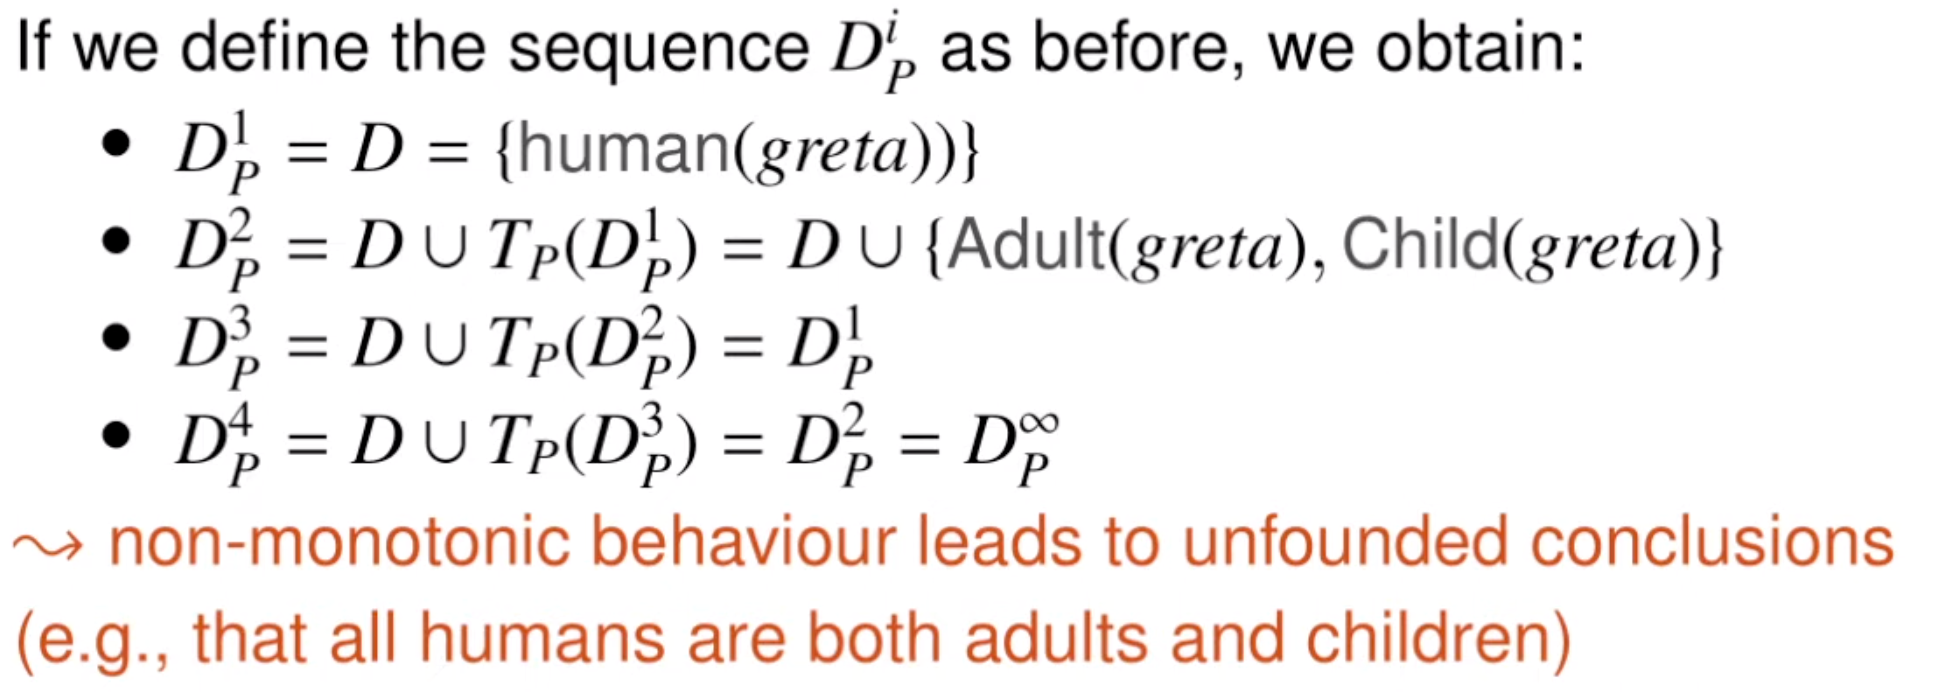 If we define the sequence $D_P^i$ as before, we obtain:
• $D_P^1 = D = \{\text{human}(greta))\}$
• $D_P^2 = D \cup T_P(D_P^1) = D \cup \{\text{Adult}(greta), \text{Child}(greta)\}$
• $D_P^3 = D \cup T_P(D_P^2) = D_P^1$
• $D_P^4 = D \cup T_P(D_P^3) = D_P^2 = D_P^\infty$
⇝ non-monotonic behaviour leads to unfounded conclusions
(e.g., that all humans are both adults and children)